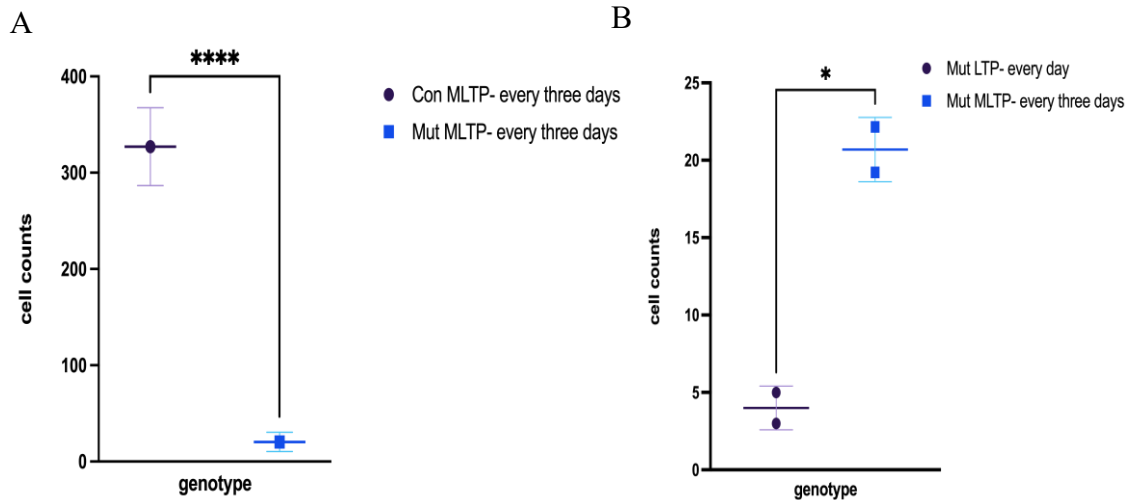 A
****
400
300
200
100
0
cell counts
genotype
Con MLTP- every three days
Mut MLTP- every three days
B
*
25
20
15
10
5
0
cell counts
genotype
Mut LTP- every day
Mut MLTP- every three days